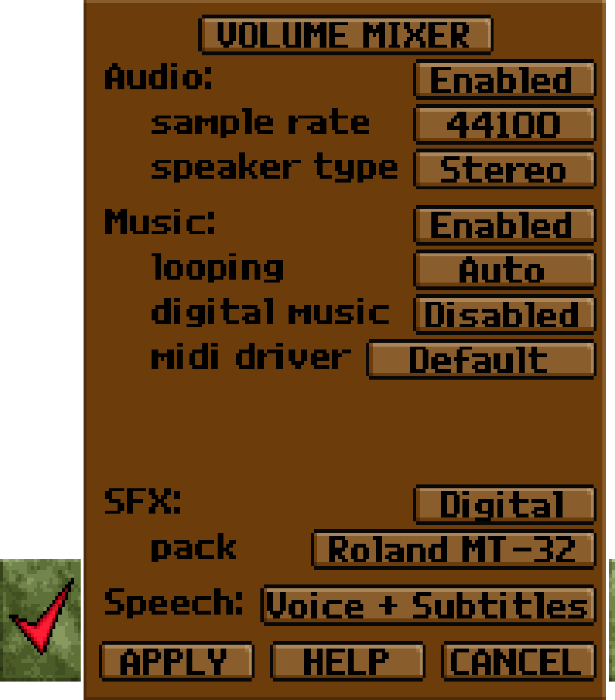 VOLUME MIXER
Audio: Enabled
sample rate 44100
speaker type Stereo
Music: Enabled
looping Auto
digital music Disabled
midi driver Default
SFX: Digital
pack Roland MT-32
Speech: Voice + Subtitles
APPLY HELP CANCEL